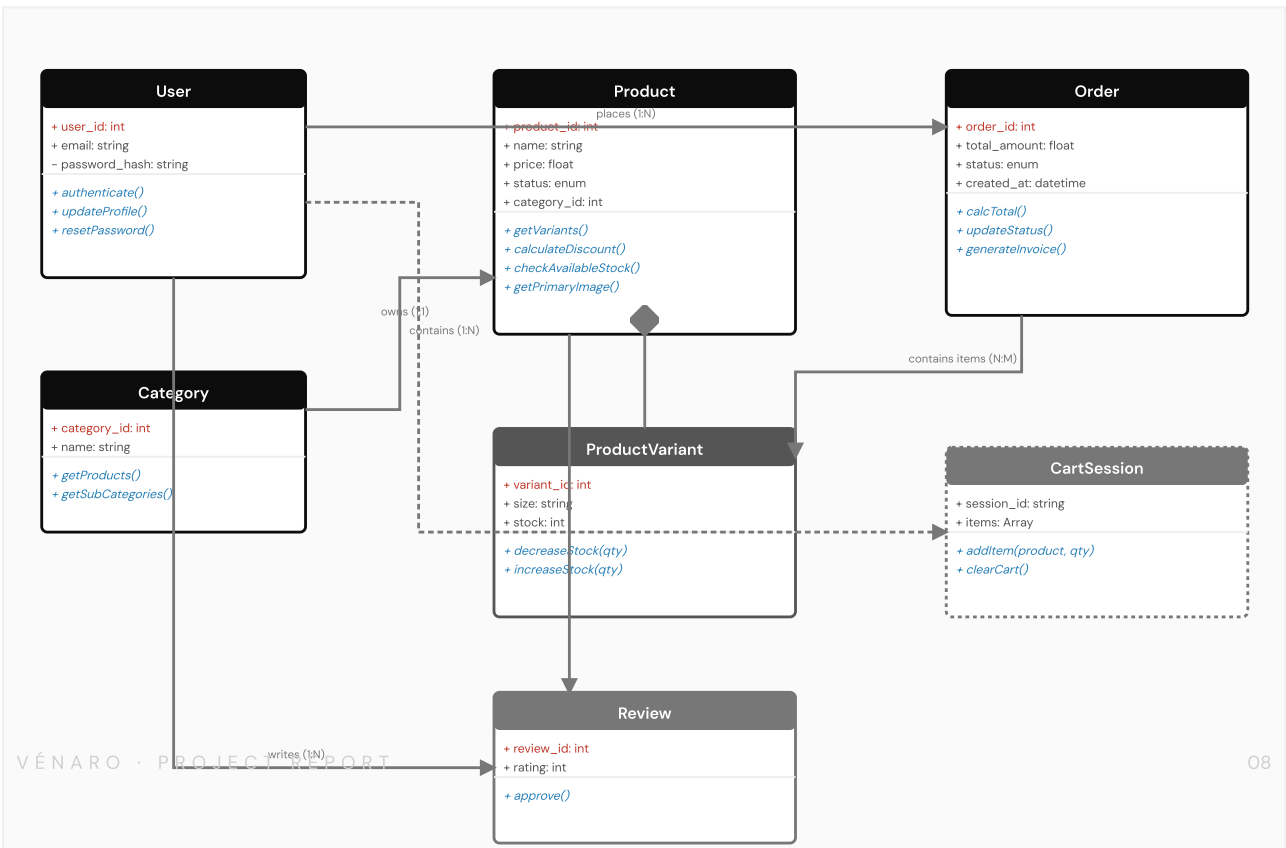 User
+ user_id: int
+ email: string
− password_hash: string
+ authenticate()
+ updateProfile()
+ resetPassword()
Product
places (1:N)
+ product_id: int
+ name: string
+ price: float
+ status: enum
+ category_id: int
+ getVariants()
+ calculateDiscount()
+ checkAvailableStock()
+ getPrimaryImage()
Order
+ order_id: int
+ total_amount: float
+ status: enum
+ created_at: datetime
+ calcTotal()
+ updateStatus()
+ generateInvoice()
owns (1:1)
contains (1:N)
contains items (N:M)
Category
+ category_id: int
+ name: string
+ getProducts()
+ getSubCategories()
ProductVariant
+ variant_id: int
+ size: string
+ stock: int
+ decreaseStock(qty)
+ increaseStock(qty)
CartSession
+ session_id: string
+ items: Array
+ addItem(product, qty)
+ clearCart()
Review
+ review_id: int
+ rating: int
+ approve()
writes (1:N)
VÉNARO · PROJECT REPORT
08